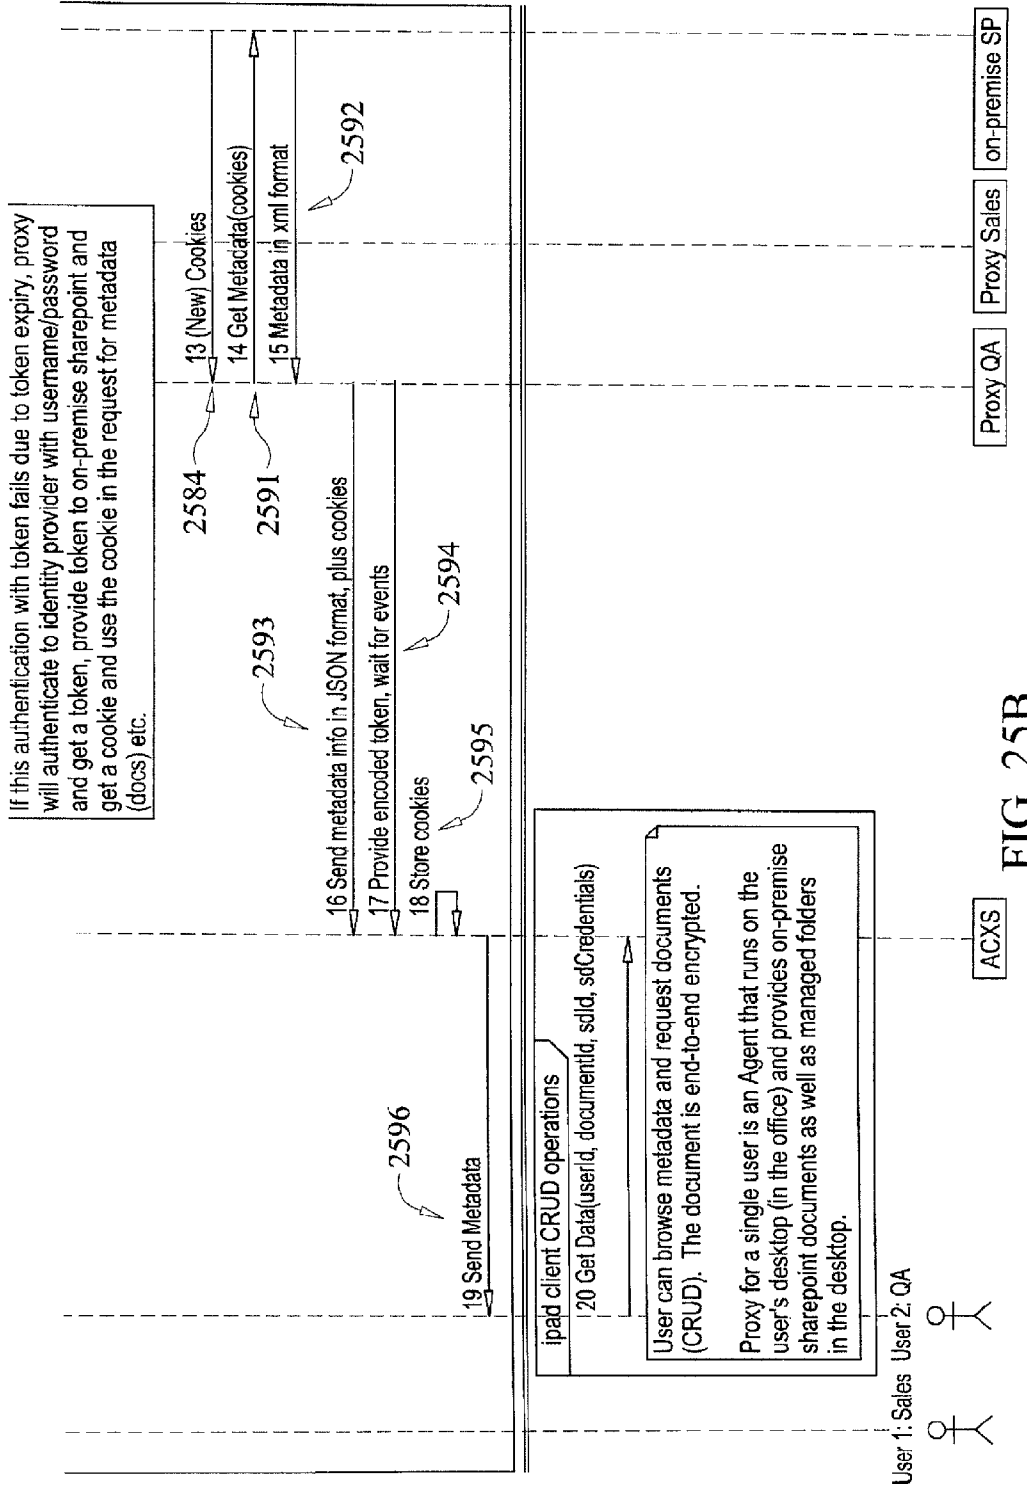 If this authentication with token fails due to token expiry, proxy
will authenticate to identity provider with username/password
and get a token, provide token to on-premise sharepoint and
get a cookie and use the cookie in the request for metadata
(docs) etc.
13 (New) Cookies
2584
14 Get Metadata(cookies)
2591
15 Metadata in xml format
2592
16 Send metadata info in JSON format, plus cookies
2593
17 Provide encoded token, wait for events
2594
18 Store cookies
2595
19 Send Metadata
2596
ipad client CRUD operations
20 Get Data(userId, documentId, sdId, sdCredentials)
User can browse metadata and request documents
(CRUD). The document is end-to-end encrypted.
Proxy for a single user is an Agent that runs on the
user's desktop (in the office) and provides on-premise
sharepoint documents as well as managed folders
in the desktop.
User 1: Sales
User 2: QA
ACXS
Proxy QA
Proxy Sales
on-premise SP
FIG. 25B